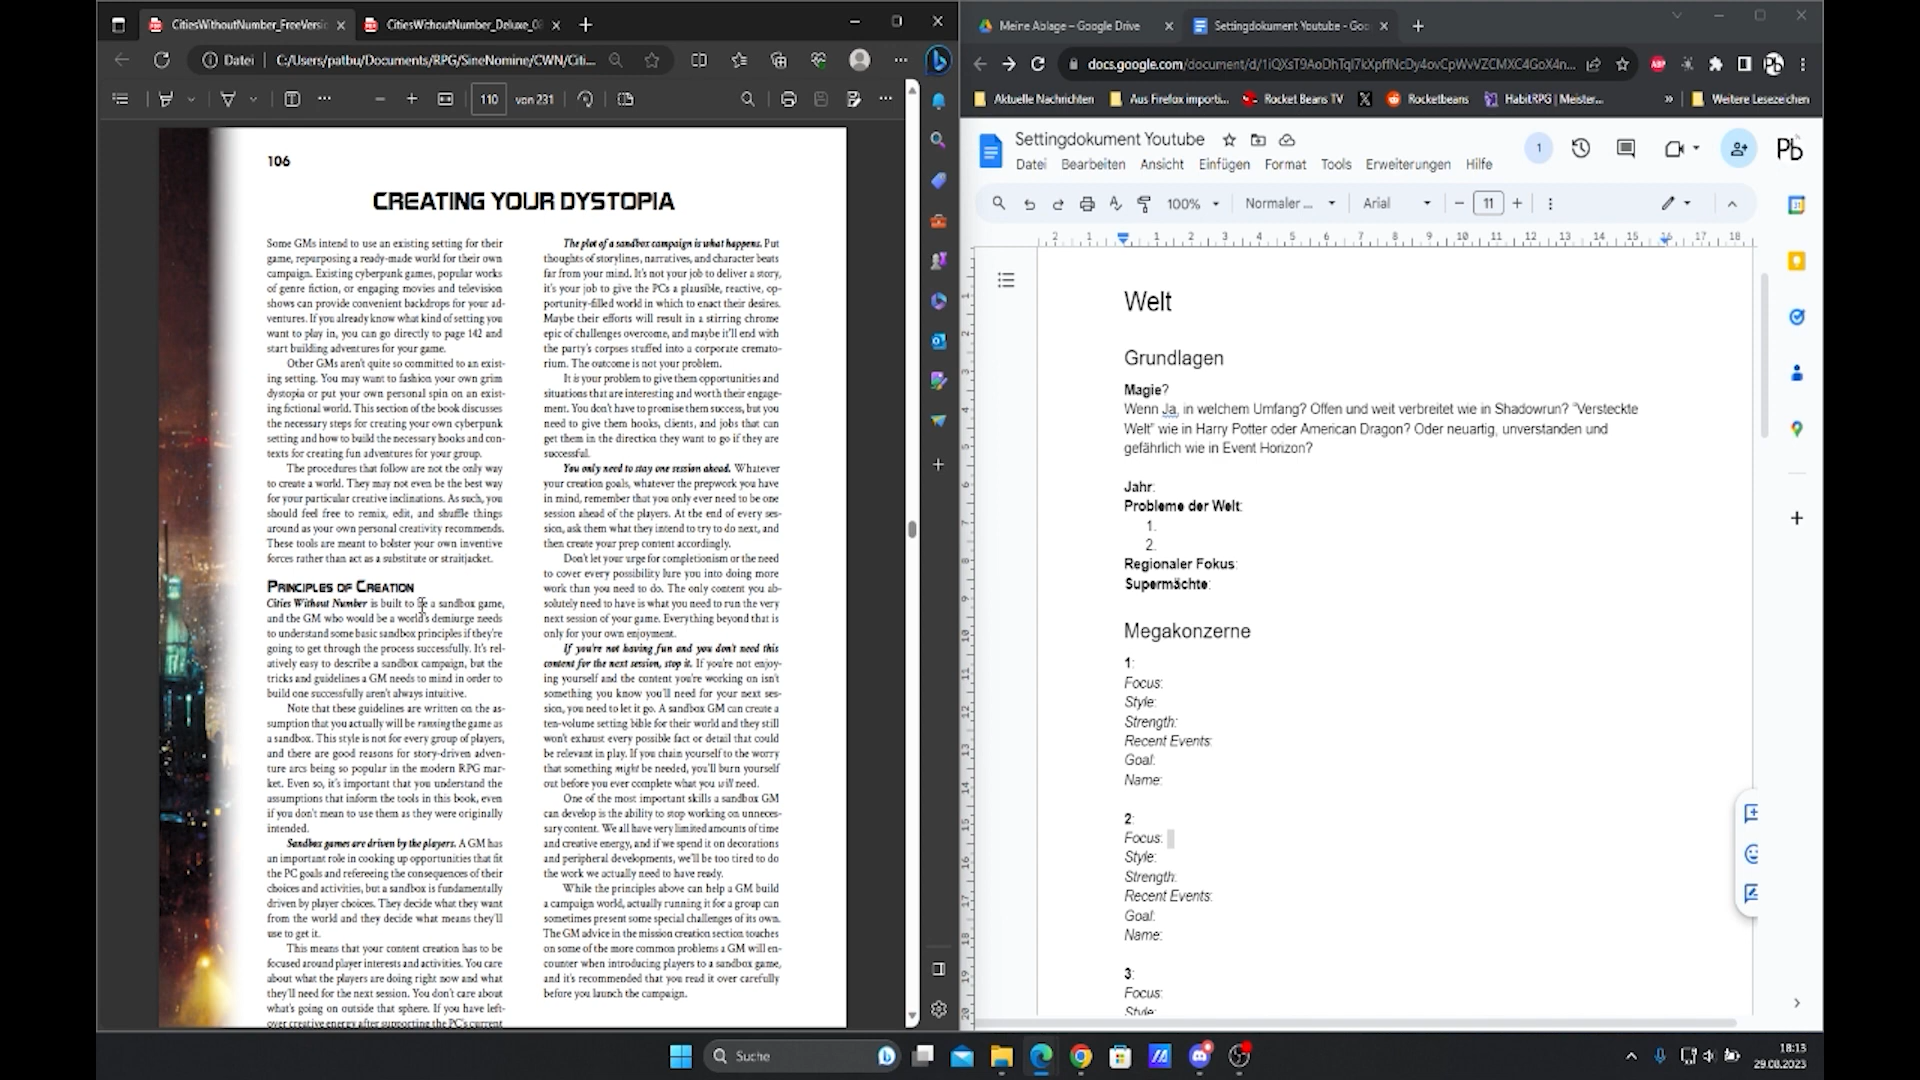 CitiesWithoutNumber_FreeVersi
CitiesWithoutNumber_Deluxe_0
Datei
C:/Users/patbu/Documents/RPG/SineNomine/CWN/Citi...
110
von 231
106
CREATING YOUR DYSTOPIA
Some GMs intend to use an existing setting for their
game, repurposing a ready-made world for their own
campaign. Existing cyberpunk games, popular works
of genre fiction, or engaging movies and television
shows can provide convenient backdrops for your ad-
ventures. If you already know what kind of setting you
want to play in, you can go directly to page 142 and
start building adventures for your game.
Other GMs aren't quite so committed to an exist-
ing setting. You may want to fashion your own grim
dystopia or put your own personal spin on an exist-
ing fictional world. This section of the book discusses
the necessary steps for creating your own cyberpunk
setting and how to build the necessary hooks and con-
texts for creating fun adventures for your group.
The procedures that follow are not the only way
to create a world. They may not even be the best way
for your particular creative inclinations. As such, you
should feel free to remix, edit, and shuffle things
around as your own personal creativity recommends.
These tools are meant to bolster your own inventive
forces rather than act as a substitute or straitjacket.
PRINCIPLES OF CREATION
Cities Without Number is built to be a sandbox game,
and the GM who would be a world's demiurge needs
to understand some basic sandbox principles if they're
going to get through the process successfully. It's rel-
atively easy to describe a sandbox campaign, but the
tricks and guidelines a GM needs to mind in order to
build one successfully aren't always intuitive.
Note that these guidelines are written on the as-
sumption that you actually will be running the game as
a sandbox. This style is not for every group of players,
and there are good reasons for story-driven adven-
ture arcs being so popular in the modern RPG mar-
ket. Even so, it's important that you understand the
assumptions that inform the tools in this book, even
if you don't mean to use them as they were originally
intended.
Sandbox games are driven by the players. A GM has
an important role in cooking up opportunities that fit
the PC goals and refereeing the consequences of their
choices and activities, but a sandbox is fundamentally
driven by player choices. They decide what they want
from the world and they decide what means they'll
use to get it.
This means that your content creation has to be
focused around player interests and activities. You care
about what the players are doing right now and what
they'll need for the next session. You don't care about
what's going on outside that sphere. If you have left-
over creative energy after supporting the PC's current
The plot of a sandbox campaign is what happens. Put
thoughts of storylines, narratives, and character beats
far from your mind. It's not your job to deliver a story,
it's your job to give the PCs a plausible, reactive, op-
portunity-filled world in which to enact their desires.
Maybe their efforts will result in a stirring chrome
epic of challenges overcome, and maybe it'll end with
the party's corpses stuffed into a corporate cremato-
rium. The outcome is not your problem.
It is your problem to give them opportunities and
situations that are interesting and worth their engage-
ment. You don't have to promise them success, but you
need to give them hooks, clients, and jobs that can
get them in the direction they want to go if they are
successful.
You only need to stay one session ahead. Whatever
your creation goals, whatever the prepwork you have
in mind, remember that you only ever need to be one
session ahead of the players. At the end of every ses-
sion, ask them what they intend to try to do next, and
then create your prep content accordingly.
Don't let your urge for completionism or the need
to cover every possibility lure you into doing more
work than you need to do. The only content you ab-
solutely need to have is what you need to run the very
next session of your game. Everything beyond that is
only for your own enjoyment.
If you're not having fun and you don't need this
content for the next session, stop it. If you're not enjoy-
ing yourself and the content you're working on isn't
something you know you'll need for your next ses-
sion, you need to let it go. A sandbox GM can create a
ten-volume setting bible for their world and they still
won't exhaust every possible fact or detail that could
be relevant in play. If you chain yourself to the worry
that something might be needed, you'll burn yourself
out before you ever complete what you will need.
One of the most important skills a sandbox GM
can develop is the ability to stop working on unneces-
sary content. We all have very limited amounts of time
and creative energy, and if we spend it on decorations
and peripheral developments, we'll be too tired to do
the work we actually need to have ready.
While the principles above can help a GM build
a campaign world, actually running it for a group can
sometimes present some special challenges of its own.
The GM advice in the mission creation section touches
on some of the more common problems a GM will en-
counter when introducing players to a sandbox game,
and it's recommended that you read it over carefully
before you launch the campaign.
Meine Ablage – Google Drive
Settingdokument Youtube - Goo
docs.google.com/document/d/1iQXsT9AoDhTql7kXpffNcDy4ovCpWvVZCMXC4GoX4n...
Aktuelle Nachrichten
Aus Firefox importi...
Rocket Beans TV
Rocketbeans
HabitRPG | Meister...
»
Weitere Lesezeichen
Settingdokument Youtube
Datei Bearbeiten Ansicht Einfügen Format Tools Erweiterungen Hilfe
1
100%
Normaler ...
Arial
11
2 1 1 2 3 4 5 6 7 8 9 10 11 12 13 14 15 16 17 18
Welt
Grundlagen
Magie?
Wenn Ja, in welchem Umfang? Offen und weit verbreitet wie in Shadowrun? "Versteckte
Welt" wie in Harry Potter oder American Dragon? Oder neuartig, unverstanden und
gefährlich wie in Event Horizon?
Jahr:
Probleme der Welt:
1.
2.
Regionaler Fokus:
Supermächte:
Megakonzerne
1:
Focus:
Style:
Strength:
Recent Events:
Goal:
Name:
2:
Focus:
Style:
Strength:
Recent Events:
Goal:
Name:
3:
Focus:
Style:
Suche
18:13
29.08.2023